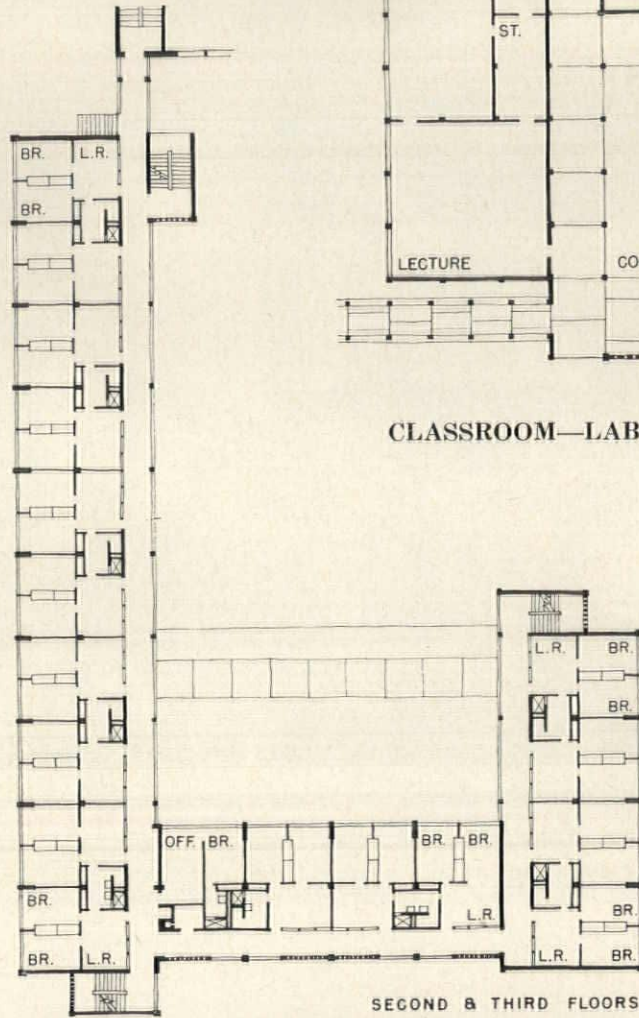 ST.
BR. L.R.
BR.
LECTURE
CO
CLASSROOM—LAB
L.R. BR.
BR.
OFF. BR.
BR. BR.
L.R.
BR.
BR. L.R.
BR.
L.R. BR.
SECOND & THIRD FLOORS